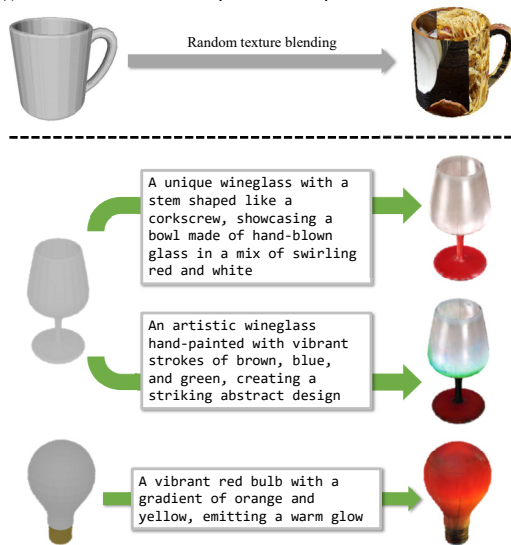 Random texture blending
A unique wineglass with a
stem shaped like a
corkscrew, showcasing a
bowl made of hand-blown
glass in a mix of swirling
red and white
An artistic wineglass
hand-painted with vibrant
strokes of brown, blue,
and green, creating a
striking abstract design
A vibrant red bulb with a
gradient of orange and
yellow, emitting a warm glow